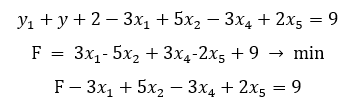 y₁ + y + 2 − 3x₁ + 5x₂ − 3x₄ + 2x₅ = 9
F = 3x₁- 5x₂ + 3x₄-2x₅ + 9 → min
F − 3x₁ + 5x₂ − 3x₄ + 2x₅ = 9